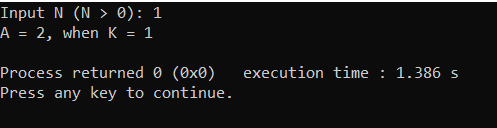 Input N (N > 0): 1
A = 2, when K = 1
Process returned 0 (0x0)   execution time : 1.386 s
Press any key to continue.